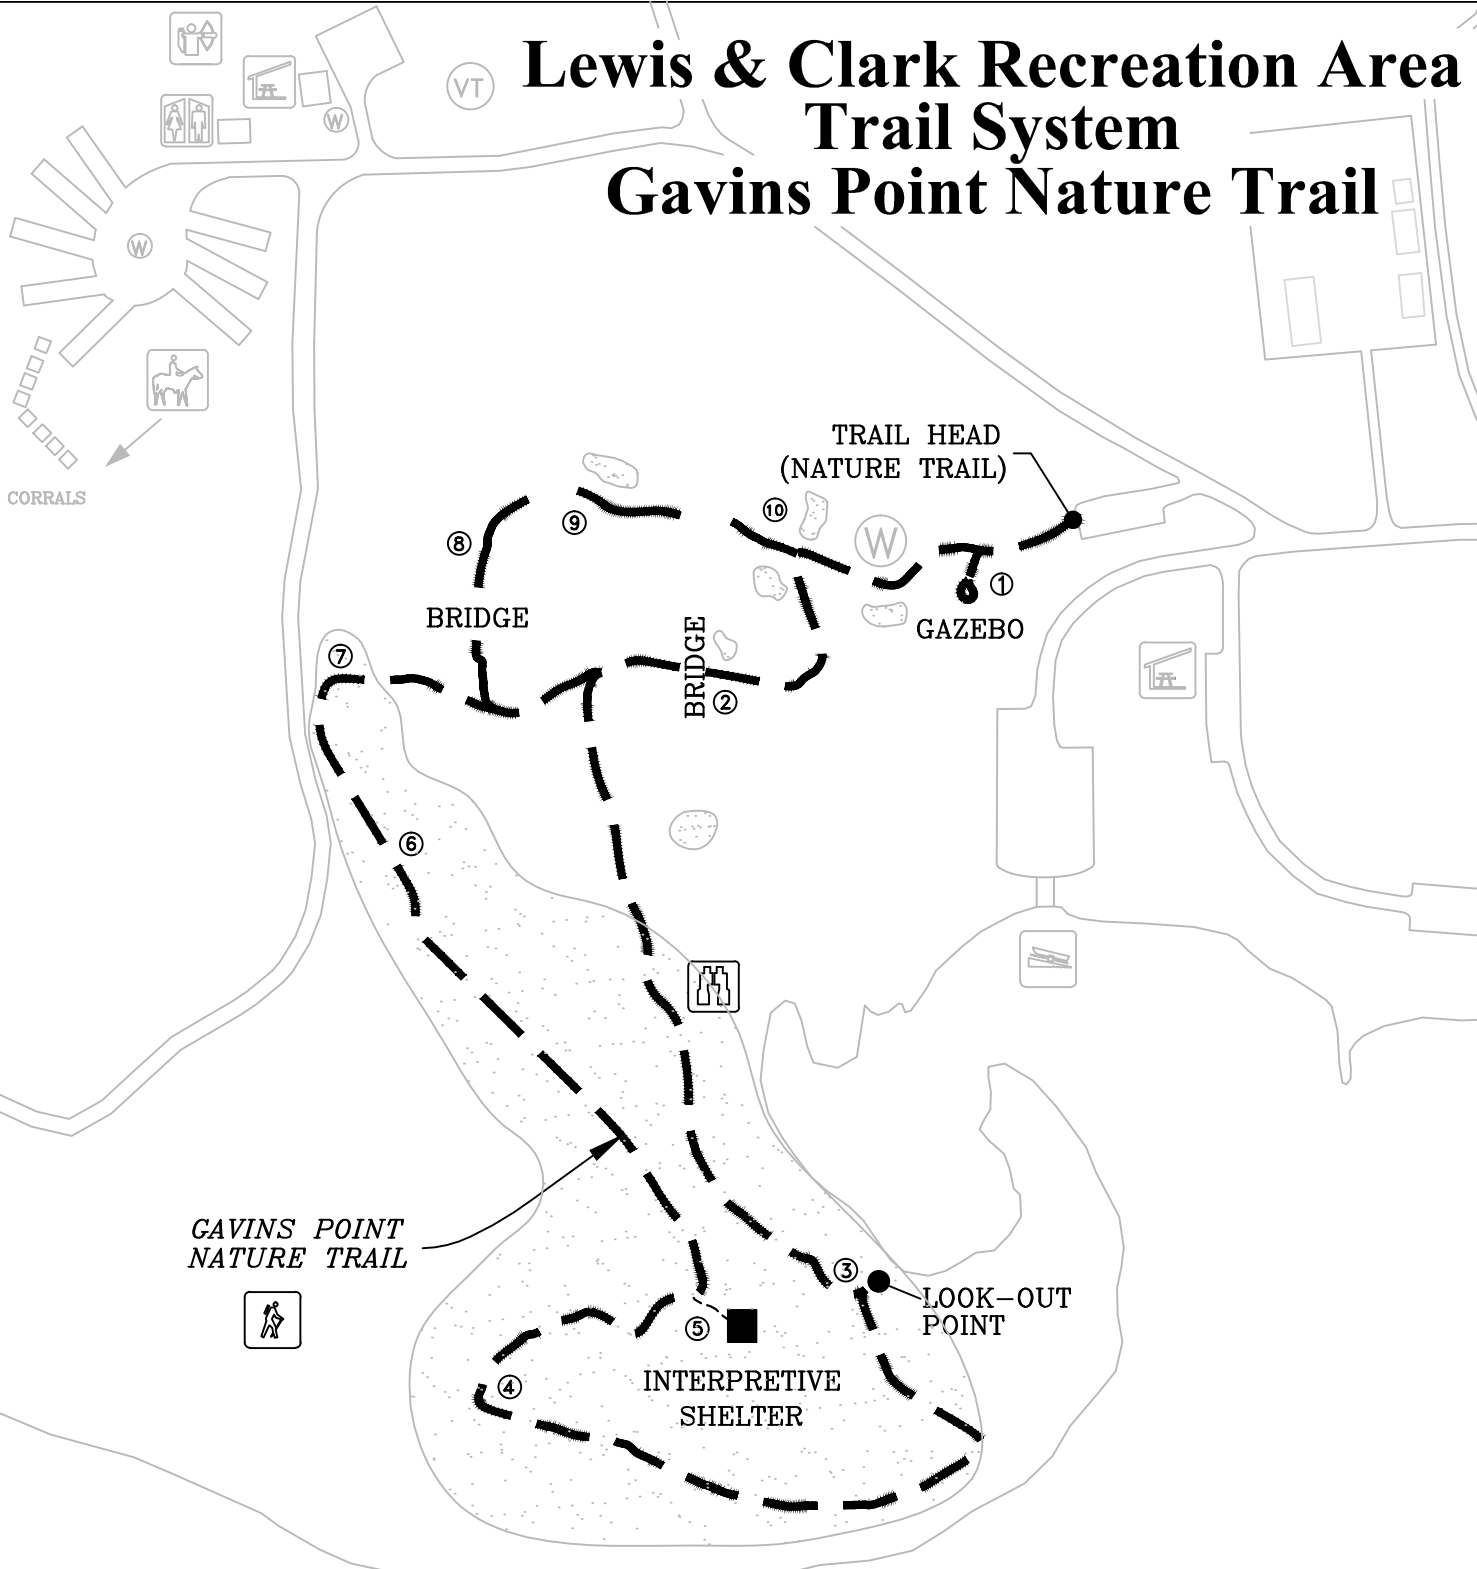 Lewis & Clark Recreation Area
Trail System
Gavins Point Nature Trail
VT
W
W
CORRALS
TRAIL HEAD
(NATURE TRAIL)
10
9
8
W
1
GAZEBO
BRIDGE
BRIDGE
2
7
6
GAVINS POINT
NATURE TRAIL
3
LOOK-OUT
POINT
5
INTERPRETIVE
SHELTER
4